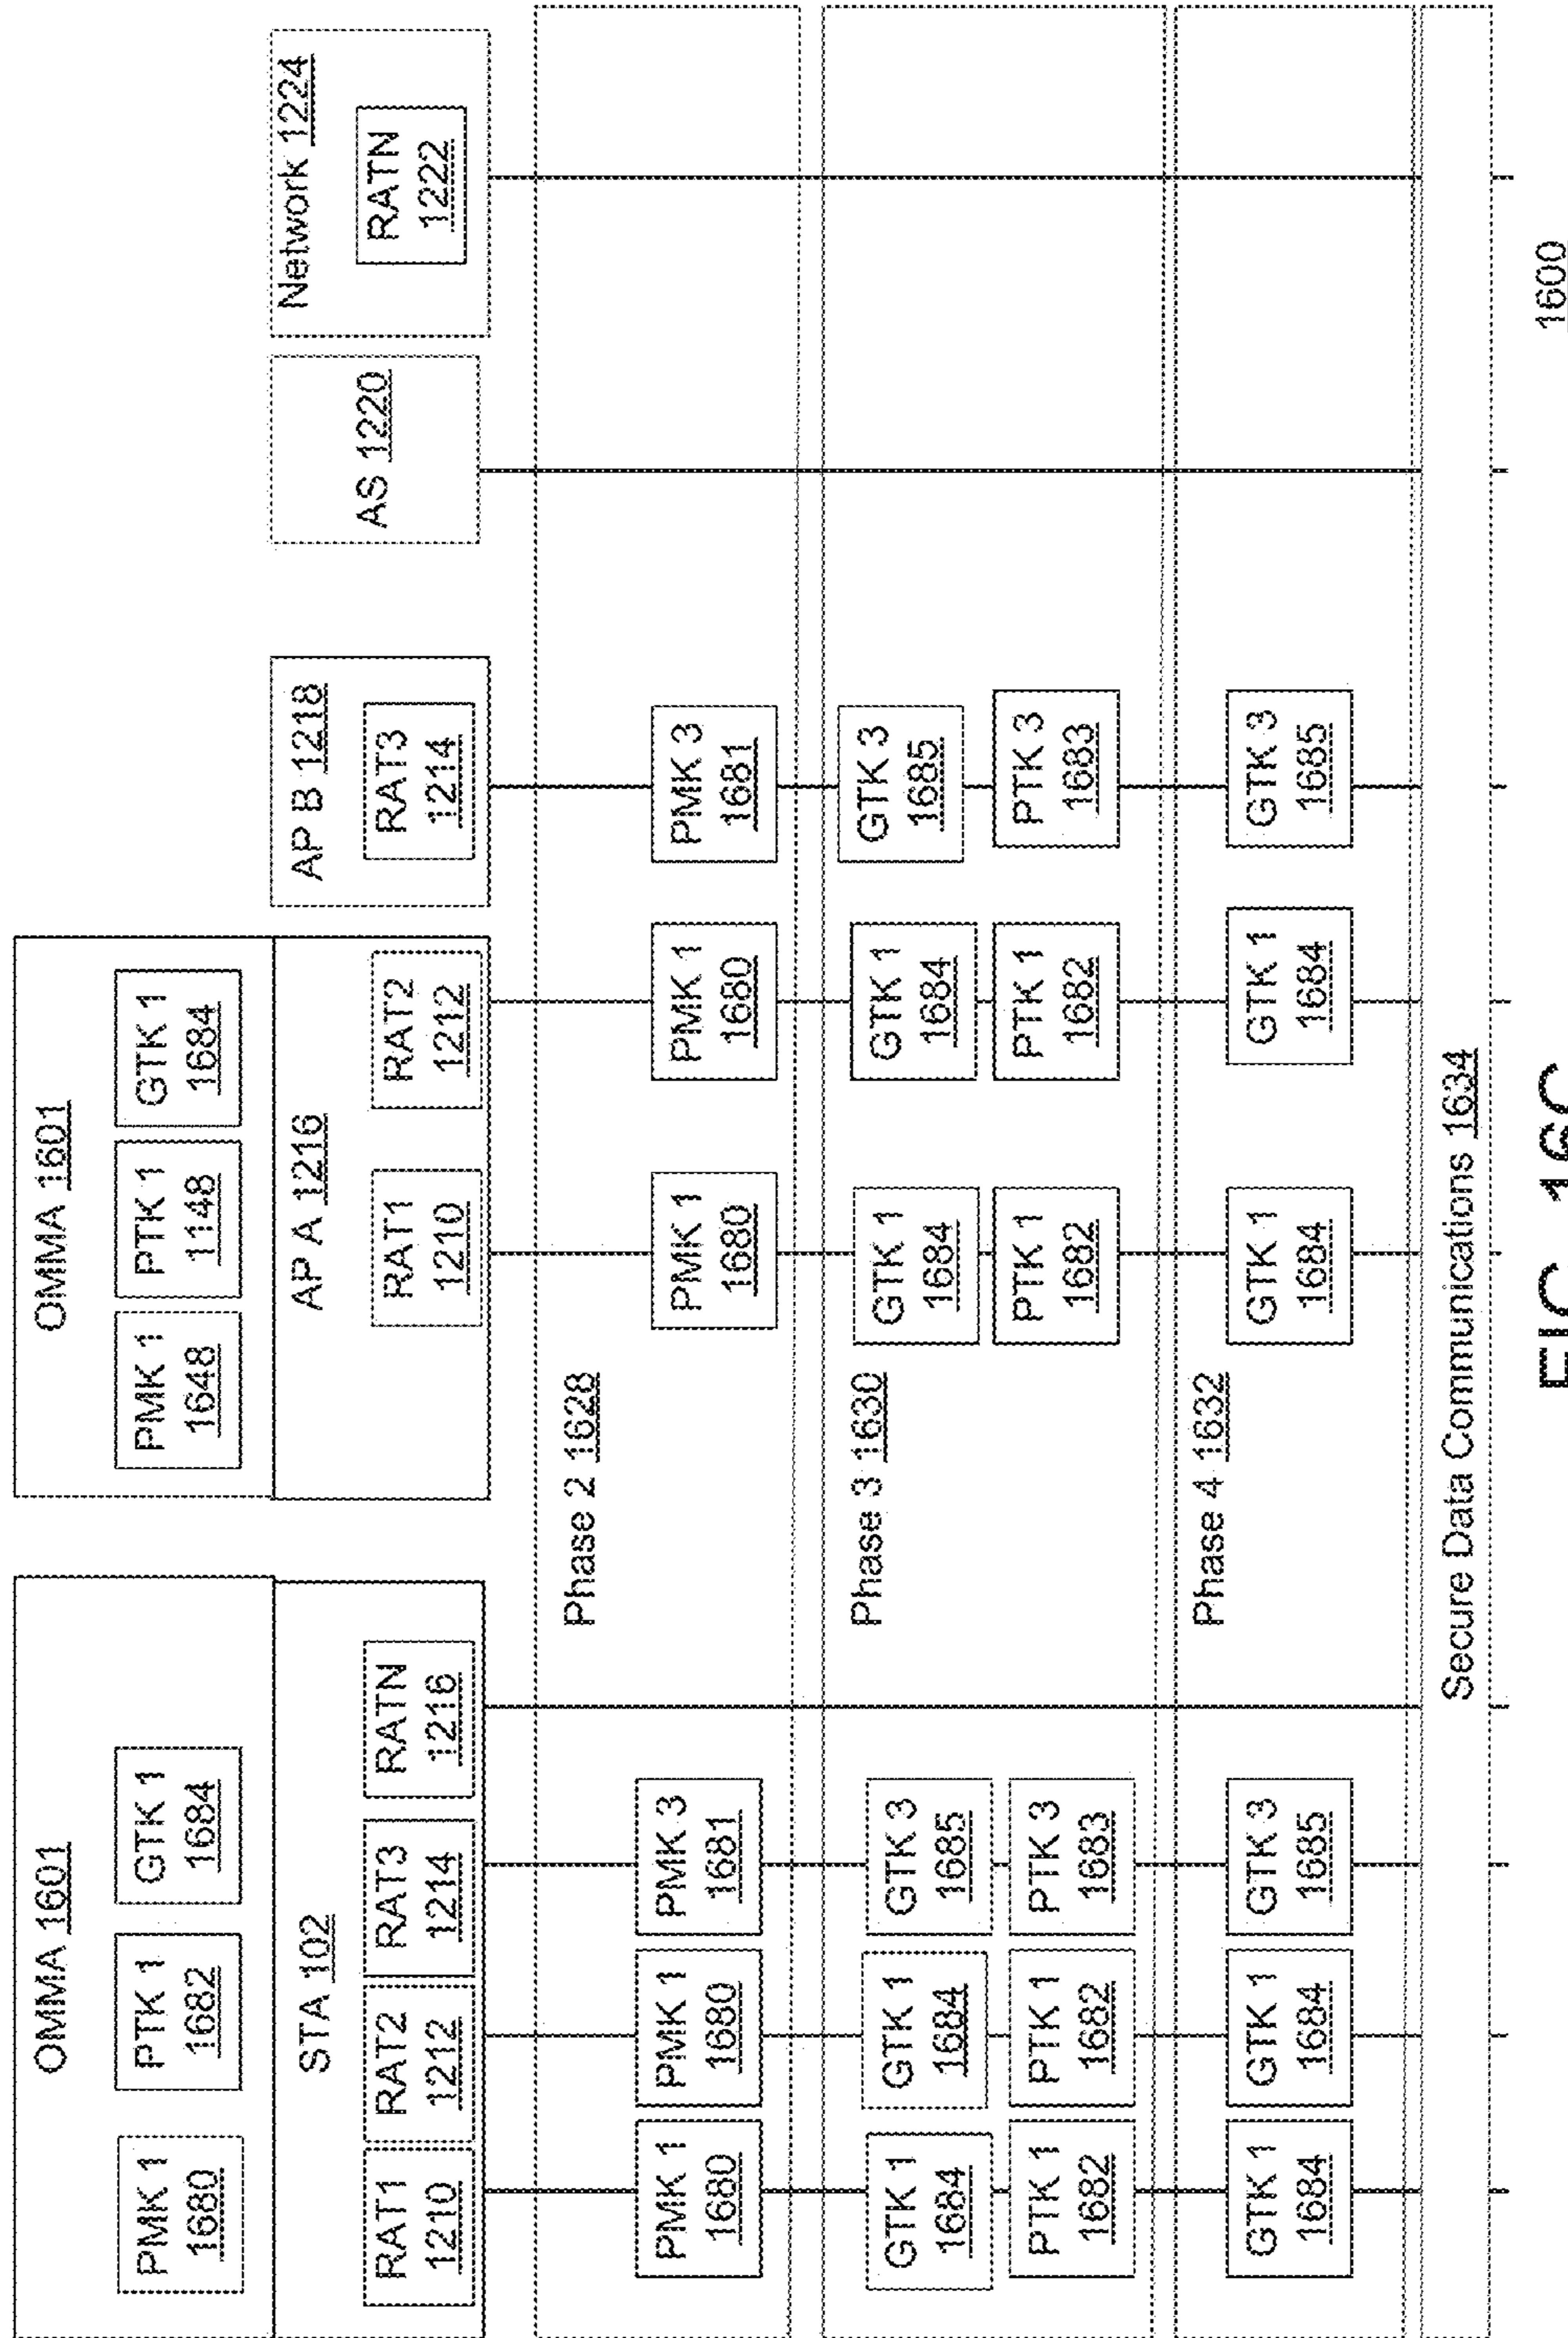 OMMA 1601
PMK 1
1680
PTK 1
1682
GTK 1
1684
STA 102
RAT1
1210
RAT2
1212
RAT3
1214
RATN
1216
OMMA 1601
PMK 1
1648
PTK 1
1148
GTK 1
1684
AP A 1216
RAT1
1210
RAT2
1212
AP B 1218
RAT3
1214
AS 1220
Network 1224
RATN
1222
Phase 2 1628
PMK 1
1680
PMK 1
1680
PMK 3
1681
PMK 1
1680
PMK 1
1680
PMK 3
1681
Phase 3 1630
GTK 1
1684
GTK 1
1684
GTK 3
1685
GTK 1
1684
GTK 1
1684
GTK 3
1685
PTK 1
1682
PTK 1
1682
PTK 3
1683
PTK 1
1682
PTK 1
1682
PTK 3
1683
Phase 4 1632
GTK 1
1684
GTK 1
1684
GTK 3
1685
GTK 1
1684
GTK 1
1684
GTK 3
1685
Secure Data Communications 1634
FIG. 16C
1600